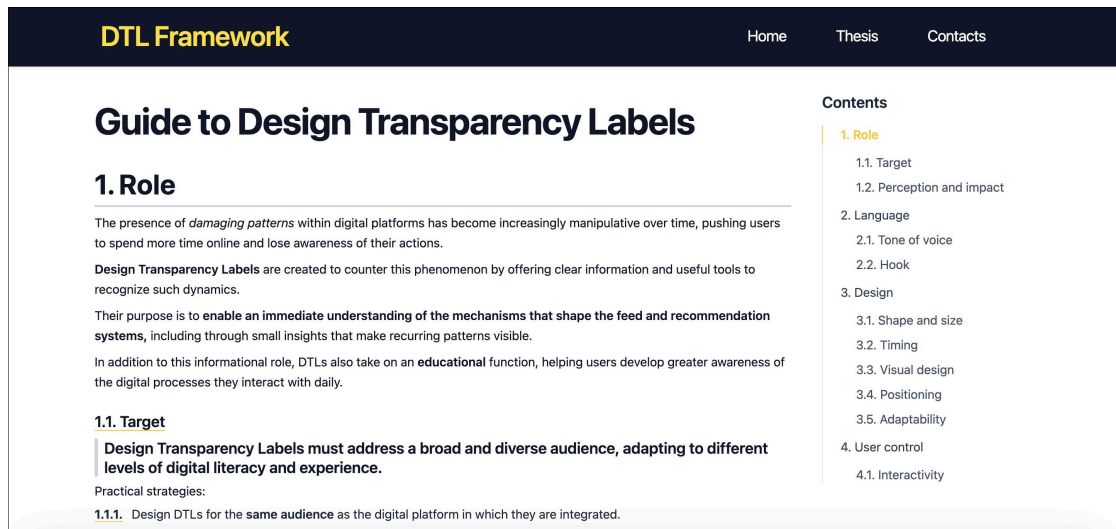 DTL Framework
Home
Thesis
Contacts
Guide to Design Transparency Labels
1. Role
The presence of damaging patterns within digital platforms has become increasingly manipulative over time, pushing users
to spend more time online and lose awareness of their actions.
Design Transparency Labels are created to counter this phenomenon by offering clear information and useful tools to
recognize such dynamics.
Their purpose is to enable an immediate understanding of the mechanisms that shape the feed and recommendation
systems, including through small insights that make recurring patterns visible.
In addition to this informational role, DTLs also take on an educational function, helping users develop greater awareness of
the digital processes they interact with daily.
1.1. Target
Design Transparency Labels must address a broad and diverse audience, adapting to different
levels of digital literacy and experience.
Practical strategies:
1.1.1. Design DTLs for the same audience as the digital platform in which they are integrated.
Contents
1. Role
1.1. Target
1.2. Perception and impact
2. Language
2.1. Tone of voice
2.2. Hook
3. Design
3.1. Shape and size
3.2. Timing
3.3. Visual design
3.4. Positioning
3.5. Adaptability
4. User control
4.1. Interactivity